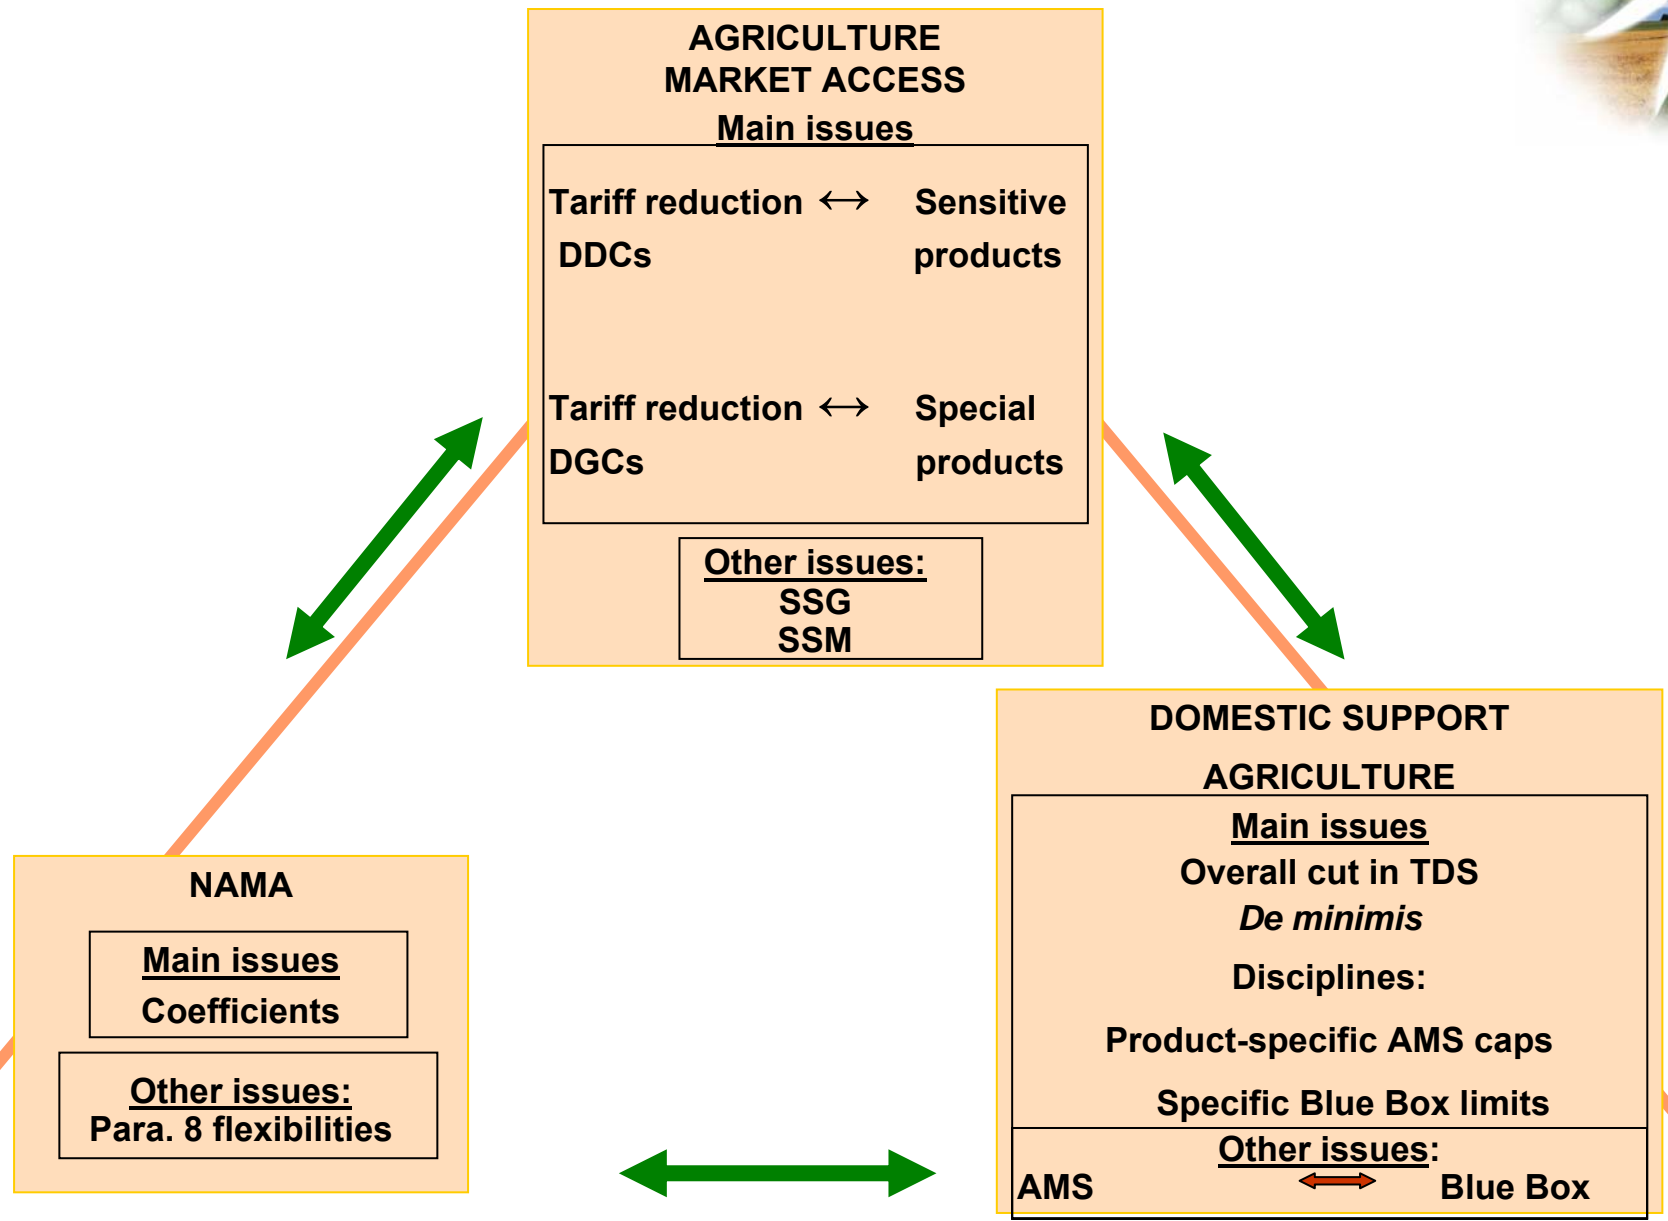 AGRICULTURE
MARKET ACCESS
Main issues
Tariff reduction ↔ Sensitive
DDCs products
Tariff reduction ↔ Special
DGCs products
Other issues:
SSG
SSM
DOMESTIC SUPPORT
AGRICULTURE
Main issues
Overall cut in TDS
De minimis
Disciplines:
Product-specific AMS caps
Specific Blue Box limits
Other issues:
AMS Blue Box
NAMA
Main issues
Coefficients
Other issues:
Para. 8 flexibilities